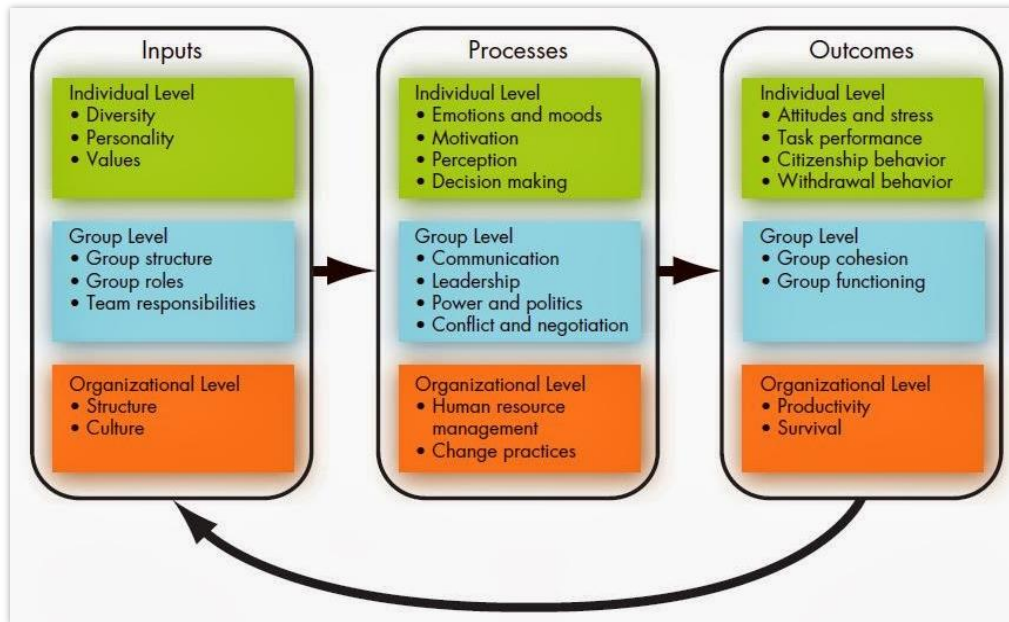 Inputs
Individual Level
• Diversity
• Personality
• Values
Group Level
• Group structure
• Group roles
• Team responsibilities
Organizational Level
• Structure
• Culture
Processes
Individual Level
• Emotions and moods
• Motivation
• Perception
• Decision making
Group Level
• Communication
• Leadership
• Power and politics
• Conflict and negotiation
Organizational Level
• Human resource
management
• Change practices
Outcomes
Individual Level
• Attitudes and stress
• Task performance
• Citizenship behavior
• Withdrawal behavior
Group Level
• Group cohesion
• Group functioning
Organizational Level
• Productivity
• Survival